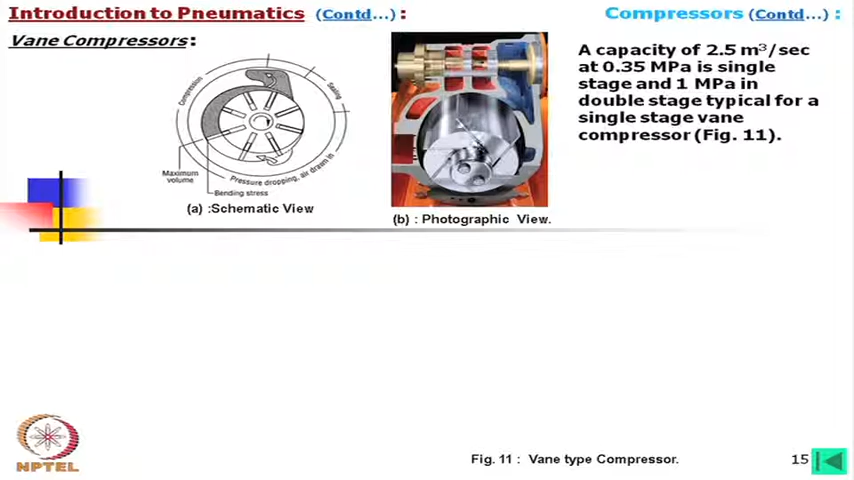 Introduction to Pneumatics (Contd...) :
Compressors (Contd...) :
Vane Compressors:
Compression
Sealing
Maximum
volume
Pressure dropping, air drawn in
Bending stress
(a) :Schematic View
(b) : Photographic View.
A capacity of 2.5 m³/sec
at 0.35 MPa is single
stage and 1 MPa in
double stage typical for a
single stage vane
compressor (Fig. 11).
NPTEL
Fig. 11 : Vane type Compressor.
15